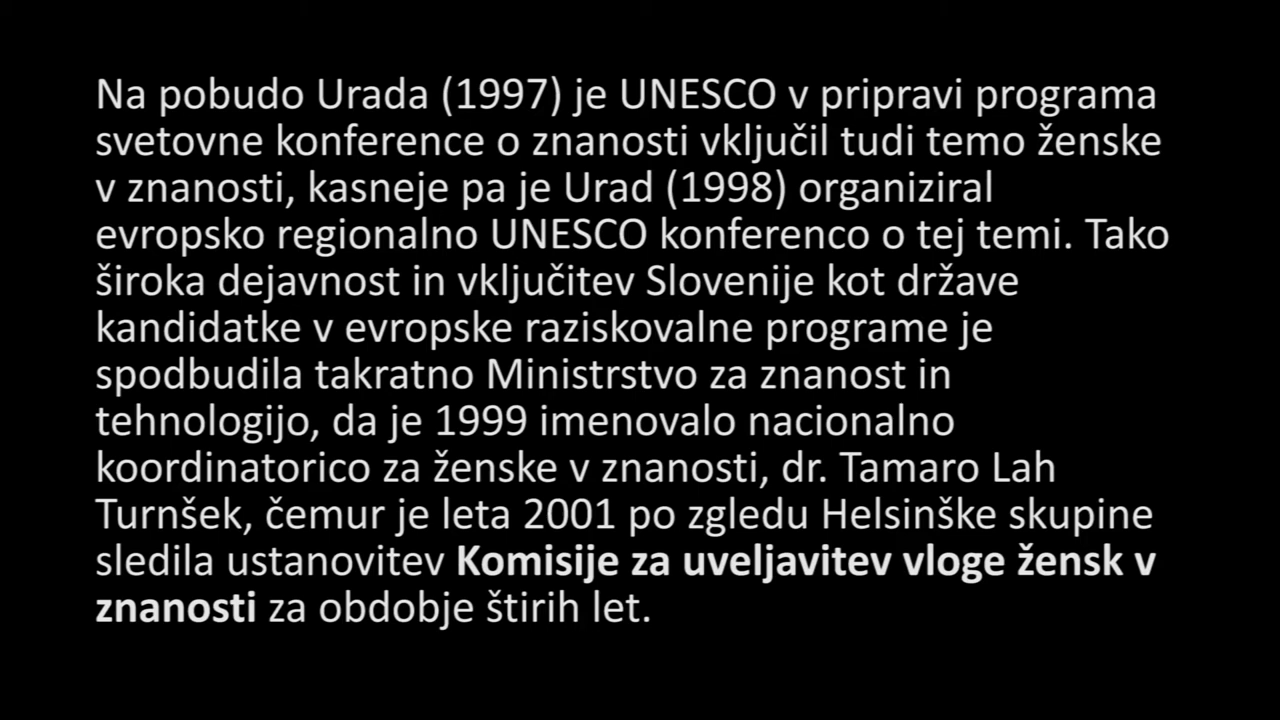 Na pobudo Urada (1997) je UNESCO v pripravi programa
svetovne konference o znanosti vključil tudi temo ženske
v znanosti, kasneje pa je Urad (1998) organiziral
evropsko regionalno UNESCO konferenco o tej temi. Tako
široka dejavnost in vključitev Slovenije kot države
kandidatke v evropske raziskovalne programe je
spodbudila takratno Ministrstvo za znanost in
tehnologijo, da je 1999 imenovalo nacionalno
koordinatorico za ženske v znanosti, dr. Tamaro Lah
Turnšek, čemur je leta 2001 po zgledu Helsinške skupine
sledila ustanovitev Komisije za uveljavitev vloge žensk v
znanosti za obdobje štirih let.